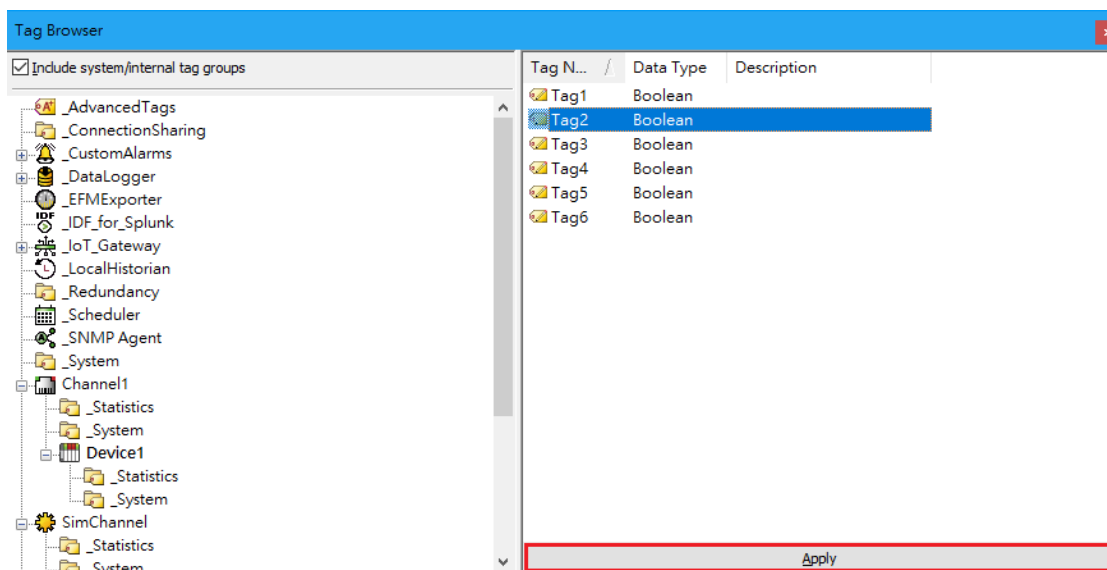 Tag Browser
Include system/internal tag groups
_AdvancedTags
_ConnectionSharing
_CustomAlarms
_DataLogger
_EFMExporter
IDF _IDF_for_Splunk
_IoT_Gateway
_LocalHistorian
_Redundancy
_Scheduler
_SNMP Agent
_System
Channel1
_Statistics
_System
Device1
_Statistics
_System
SimChannel
_Statistics
_System
Tag N... Data Type Description
Tag1 Boolean
Tag2 Boolean
Tag3 Boolean
Tag4 Boolean
Tag5 Boolean
Tag6 Boolean
Apply